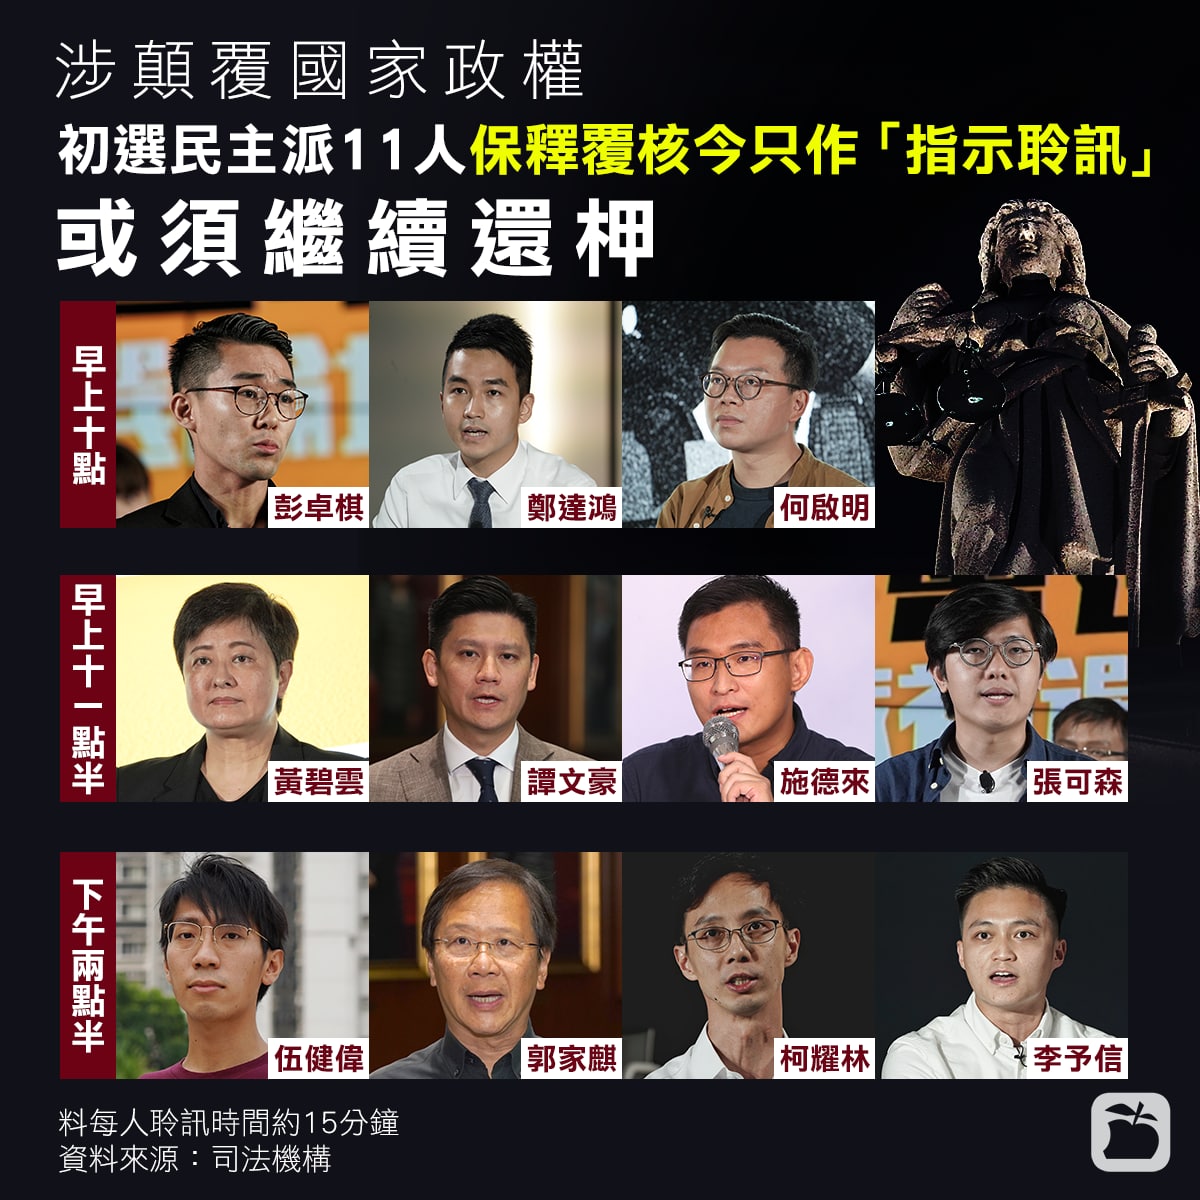 涉顛覆國家政權
初選民主派11人保釋覆核今只作「指示聆訊」
或須繼續還柙
早上十點
彭卓棋
鄭達鴻
何啟明
早上十一點半
黃碧雲
譚文豪
施德來
張可森
下午兩點半
伍健偉
郭家麒
柯耀林
李予信
料每人聆訊時間約15分鐘
資料來源：司法機構